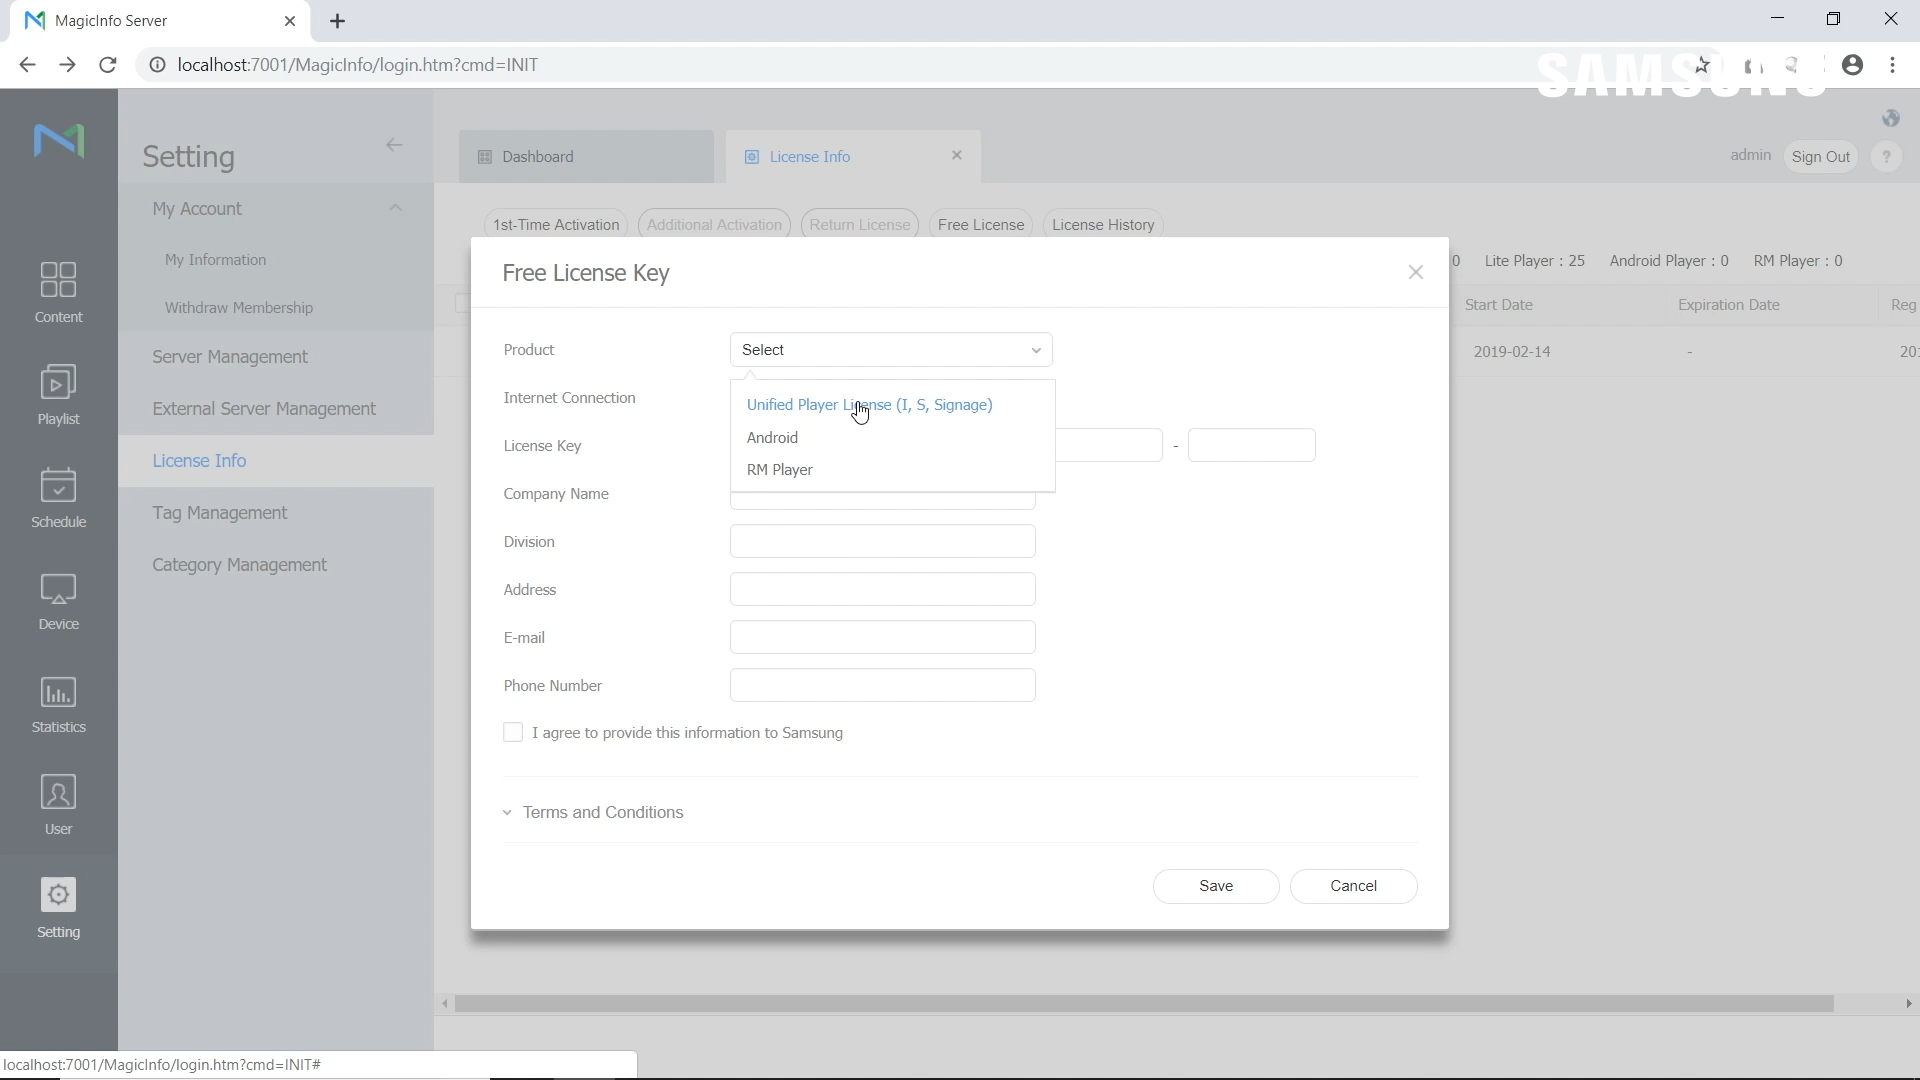 MagicInfo Server
localhost:7001/MagicInfo/login.htm?cmd=INIT
SAMSUNG
Setting
Dashboard
License Info
admin
Sign Out
?
My Account
My Information
Withdraw Membership
Server Management
External Server Management
License Info
Tag Management
Category Management
Content
Playlist
Schedule
Device
Statistics
User
Setting
1st-Time Activation
Additional Activation
Return License
Free License
License History
0 Lite Player : 25 Android Player : 0 RM Player : 0
Start Date Expiration Date Reg
2019-02-14 - 201
Free License Key
Product
Select
Unified Player License (I, S, Signage)
Android
RM Player
Internet Connection
License Key
-
Company Name
Division
Address
E-mail
Phone Number
I agree to provide this information to Samsung
Terms and Conditions
Save
Cancel
localhost:7001/MagicInfo/login.htm?cmd=INIT#